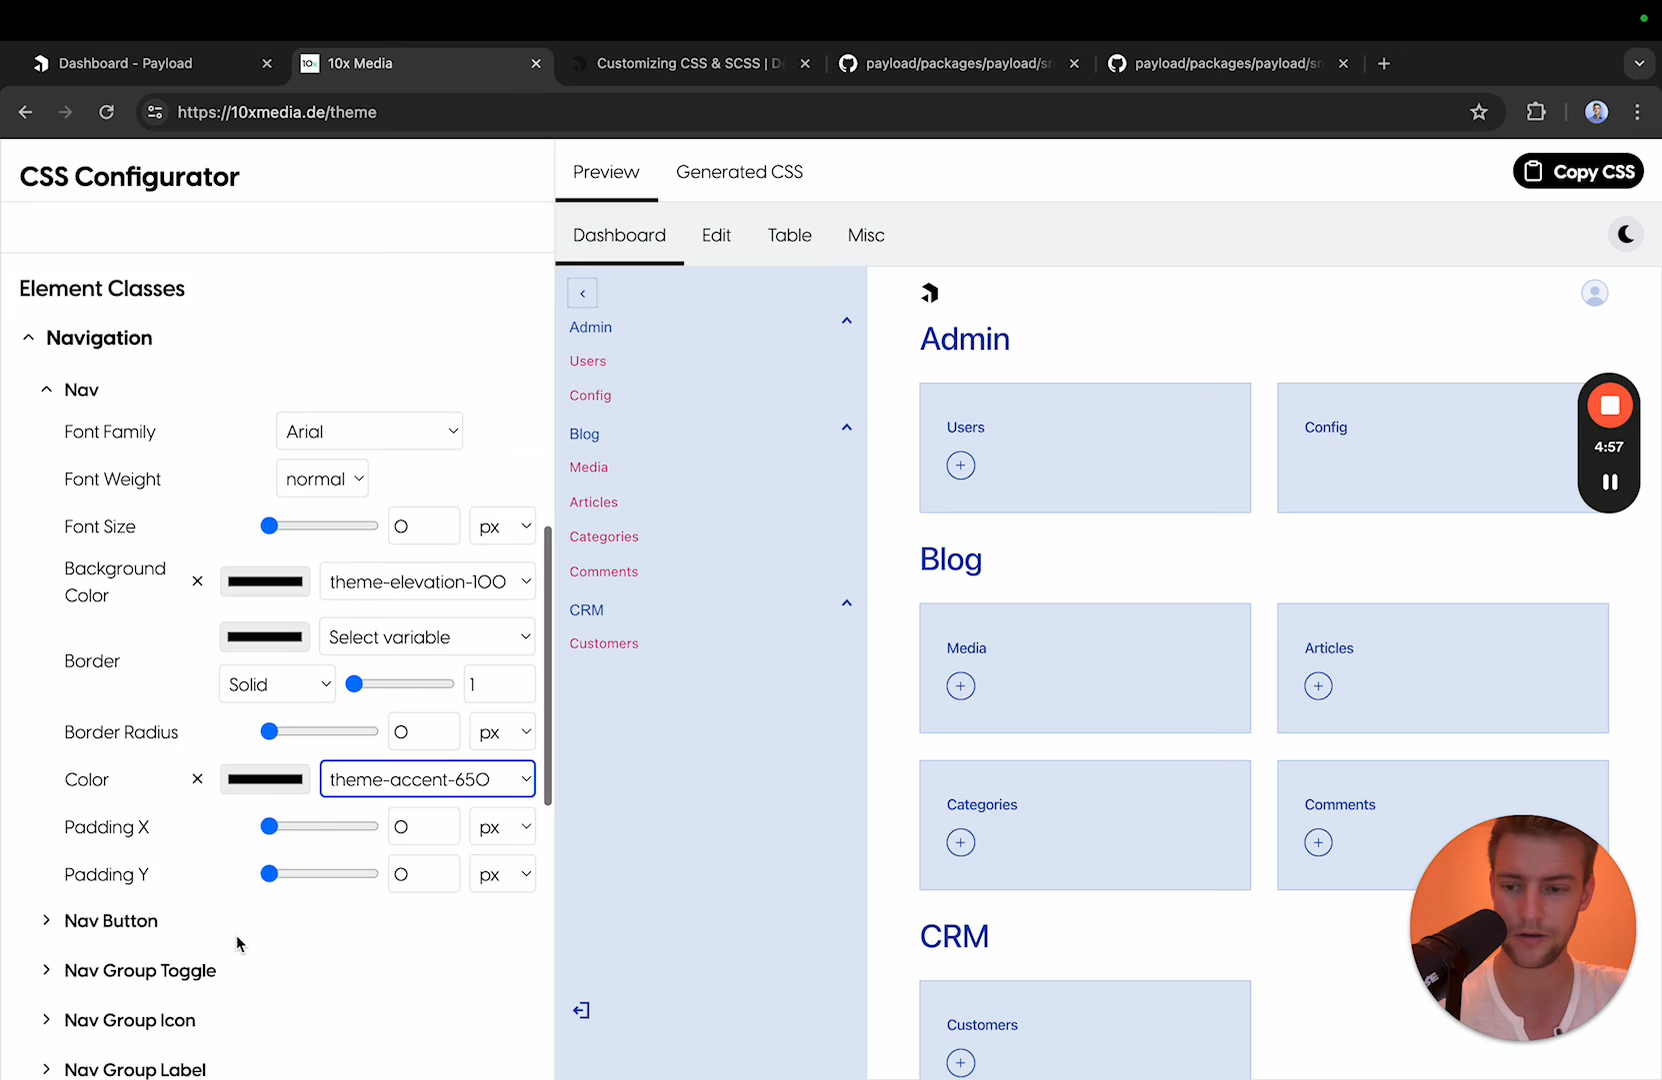 Dashboard - Payload
10x Media
Customizing CSS & SCSS | D
payload/packages/payload/s
payload/packages/payload/s
https://10xmedia.de/theme
CSS Configurator
Preview
Generated CSS
Copy CSS
Dashboard
Edit
Table
Misc
Element Classes
Navigation
Nav
Font Family
Arial
Font Weight
normal
Font Size
0
px
Background
Color
theme-elevation-100
Border
Select variable
Solid
1
Border Radius
0
px
Color
theme-accent-650
Padding X
0
px
Padding Y
0
px
Nav Button
Nav Group Toggle
Nav Group Icon
Nav Group Label
Admin
Users
Config
Blog
Media
Articles
Categories
Comments
CRM
Customers
Admin
Users
Config
4:57
Blog
Media
Articles
Categories
Comments
CRM
Customers